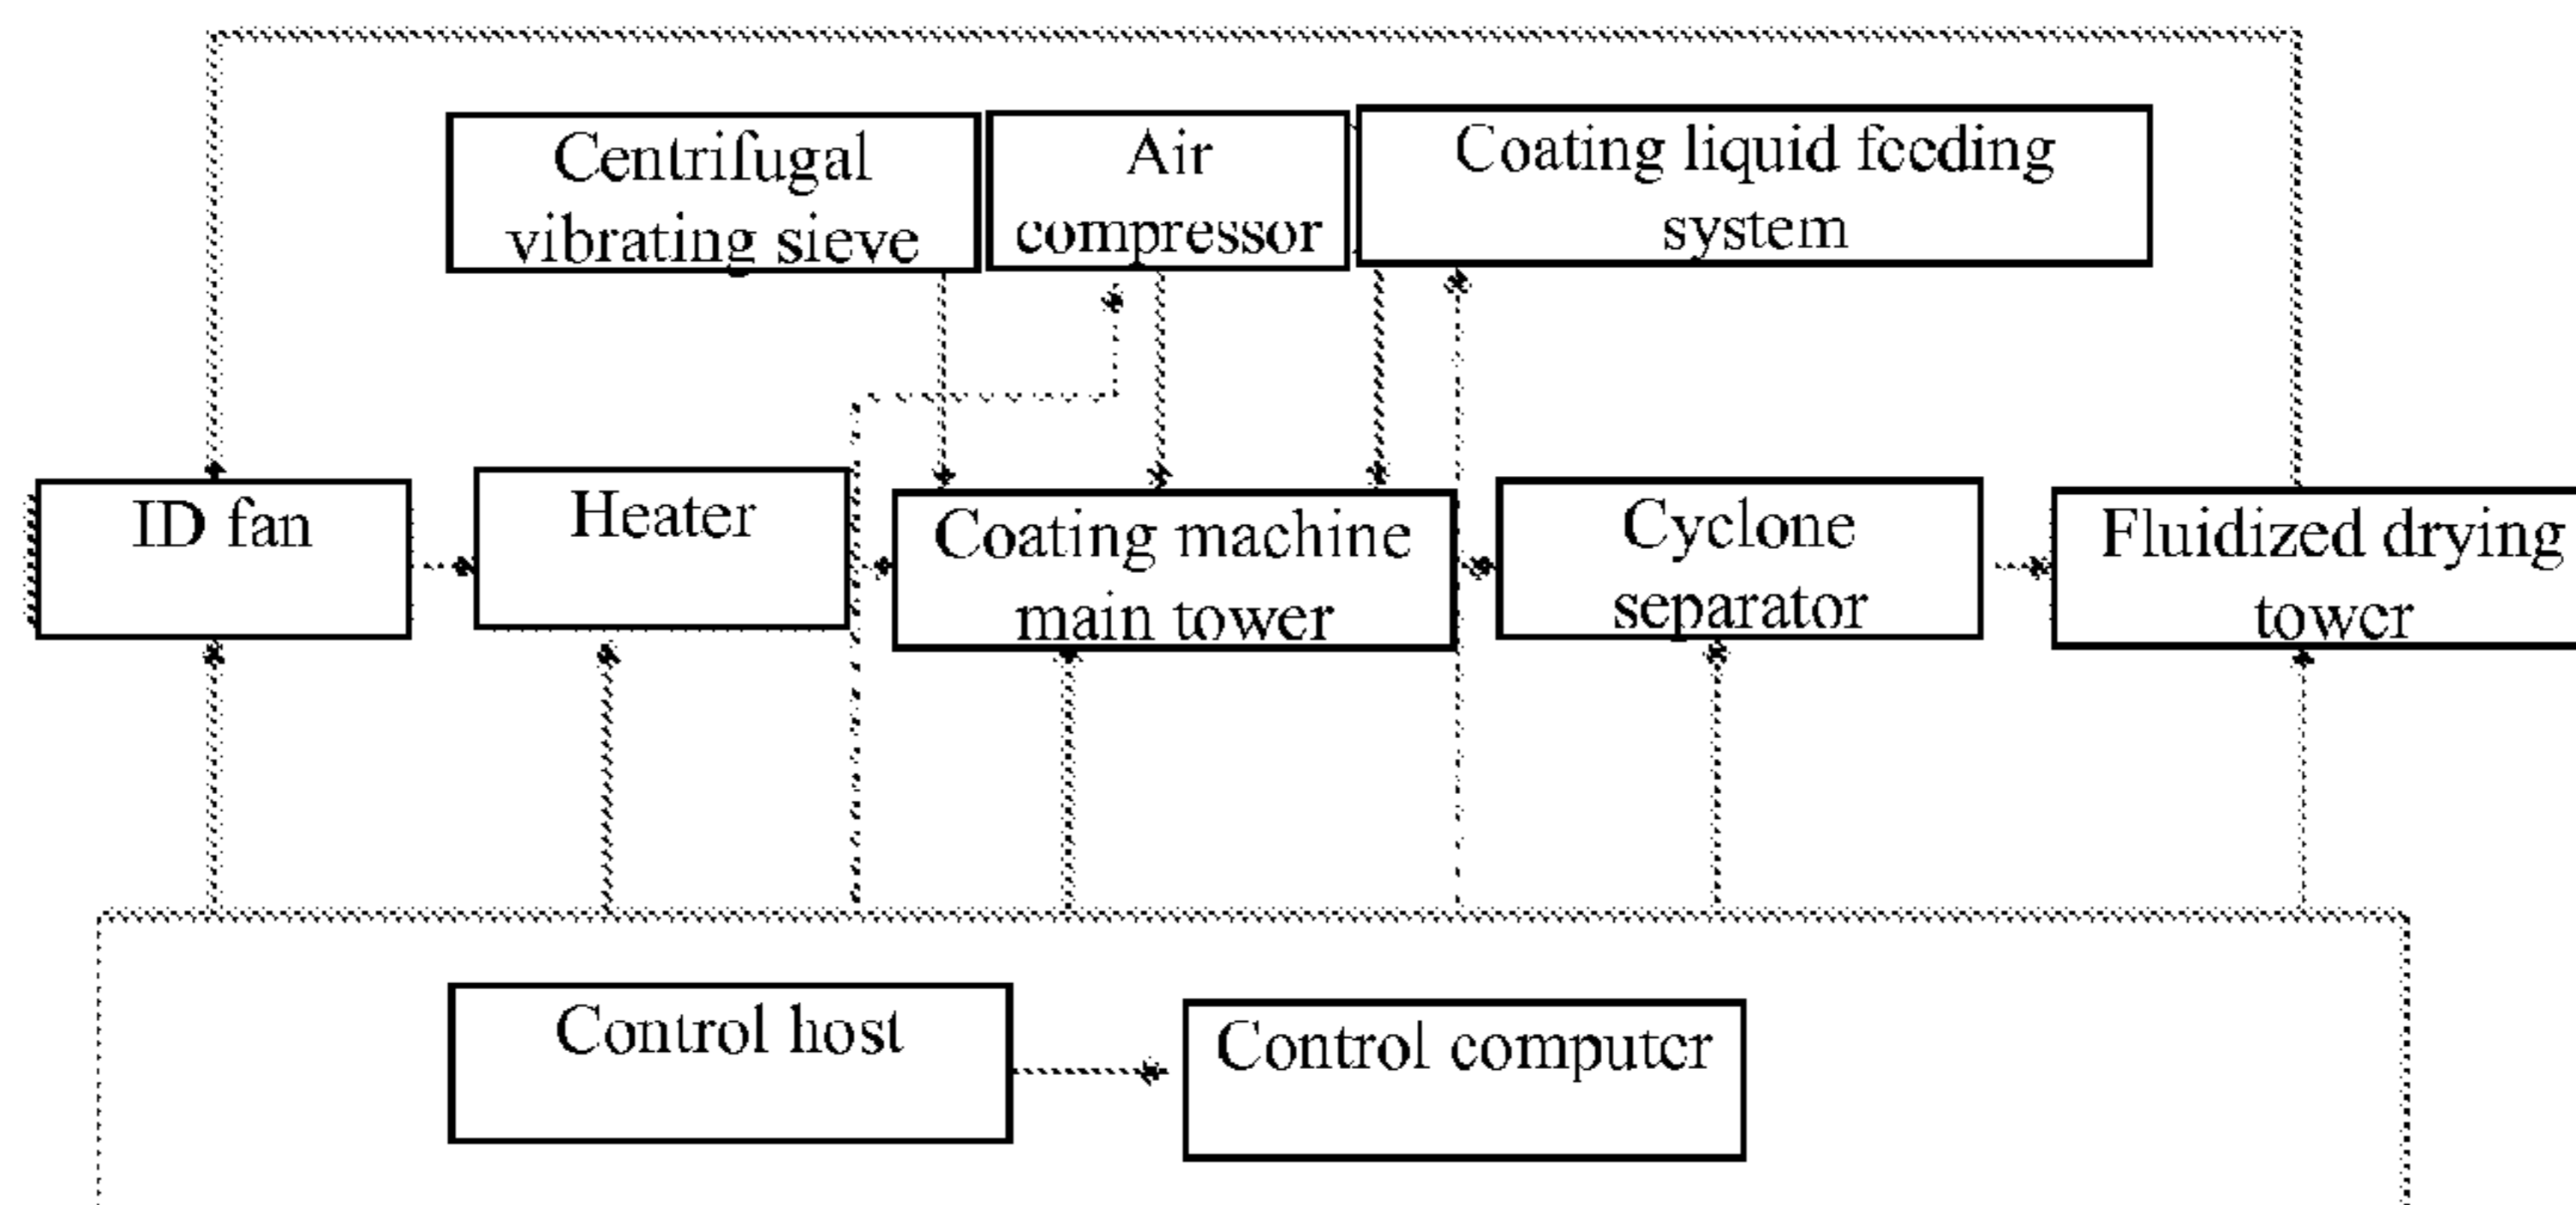 Centrifugal
vibrating sieve
Air
compressor
Coating liquid feeding
system
ID fan
Heater
Coating machine
main tower
Cyclone
separator
Fluidized drying
tower
Control host
Control computer